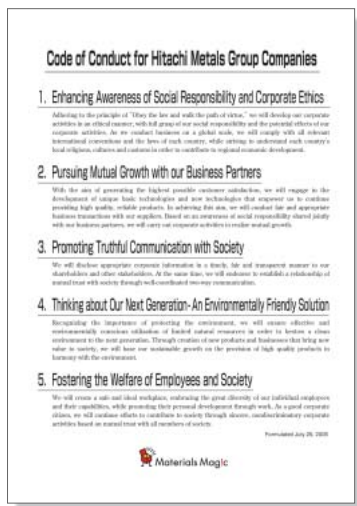 Code of Conduct for Hitachi Metals Group Companies
1. Enhancing Awareness of Social Responsibility and Corporate Ethics
Adhering to the principle of "Obey the law and walk the path of virtue," we will develop our corporate
activities in an ethical manner, with full grasp of our social responsibility and the potential effects of our
corporate activities. As we conduct business on a global scale, we will comply with all relevant
international conventions and the laws of each country, while striving to understand each country's
local religions, cultures and customs in order to contribute to regional economic development.
2. Pursuing Mutual Growth with our Business Partners
With the aim of generating the highest possible customer satisfaction, we will engage in the
development of unique basic technologies and new technologies that empower us to continue
providing high quality, reliable products. In achieving this aim, we will conduct fair and appropriate
business transactions with our suppliers. Based on an awareness of social responsibility shared jointly
with our business partners, we will carry out corporate activities to realize mutual growth.
3. Promoting Truthful Communication with Society
We will disclose appropriate corporate information in a timely, fair and transparent manner to our
shareholders and other stakeholders. At the same time, we will endeavor to establish a relationship of
mutual trust with society through well-coordinated two-way communication.
4. Thinking about Our Next Generation- An Environmentally Friendly Solution
Recognizing the importance of protecting the environment, we will ensure effective and
environmentally conscious utilization of limited natural resources in order to bestow a clean
environment to the next generation. Through creation of new products and businesses that bring new
value to society, we will base our sustainable growth on the provision of high quality products in
harmony with the environment.
5. Fostering the Welfare of Employees and Society
We will create a safe and ideal workplace, embracing the great diversity of our individual employees
and their capabilities, while promoting their personal development through work. As a good corporate
citizen, we will continue efforts to contribute to society through sincere, nondiscriminatory corporate
activities based on mutual trust with all members of society.
Formulated July 29,
Materials Magic